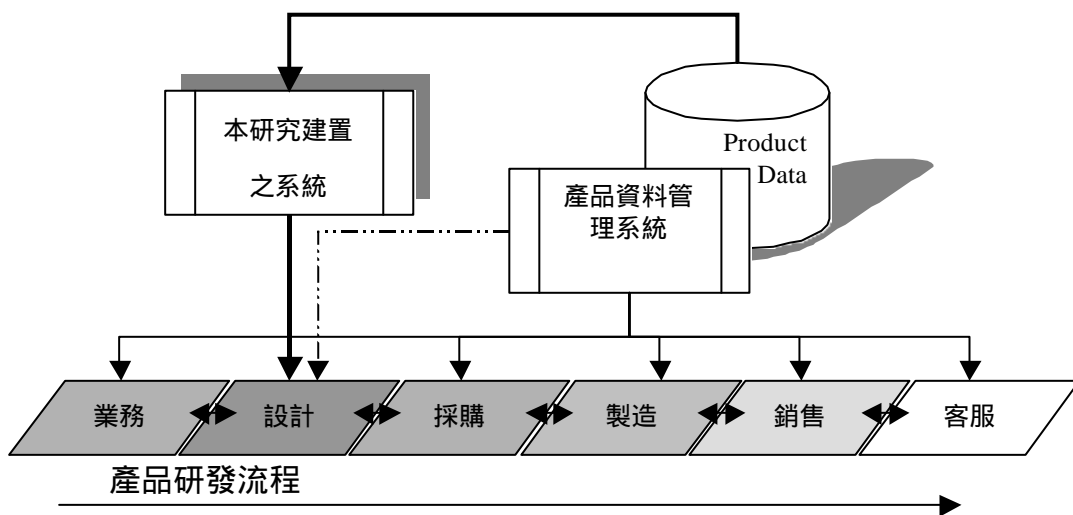 本研究建置
之系統
Product
Data
產品資料管
理系統
業務
設計
採購
製造
銷售
客服
產品研發流程